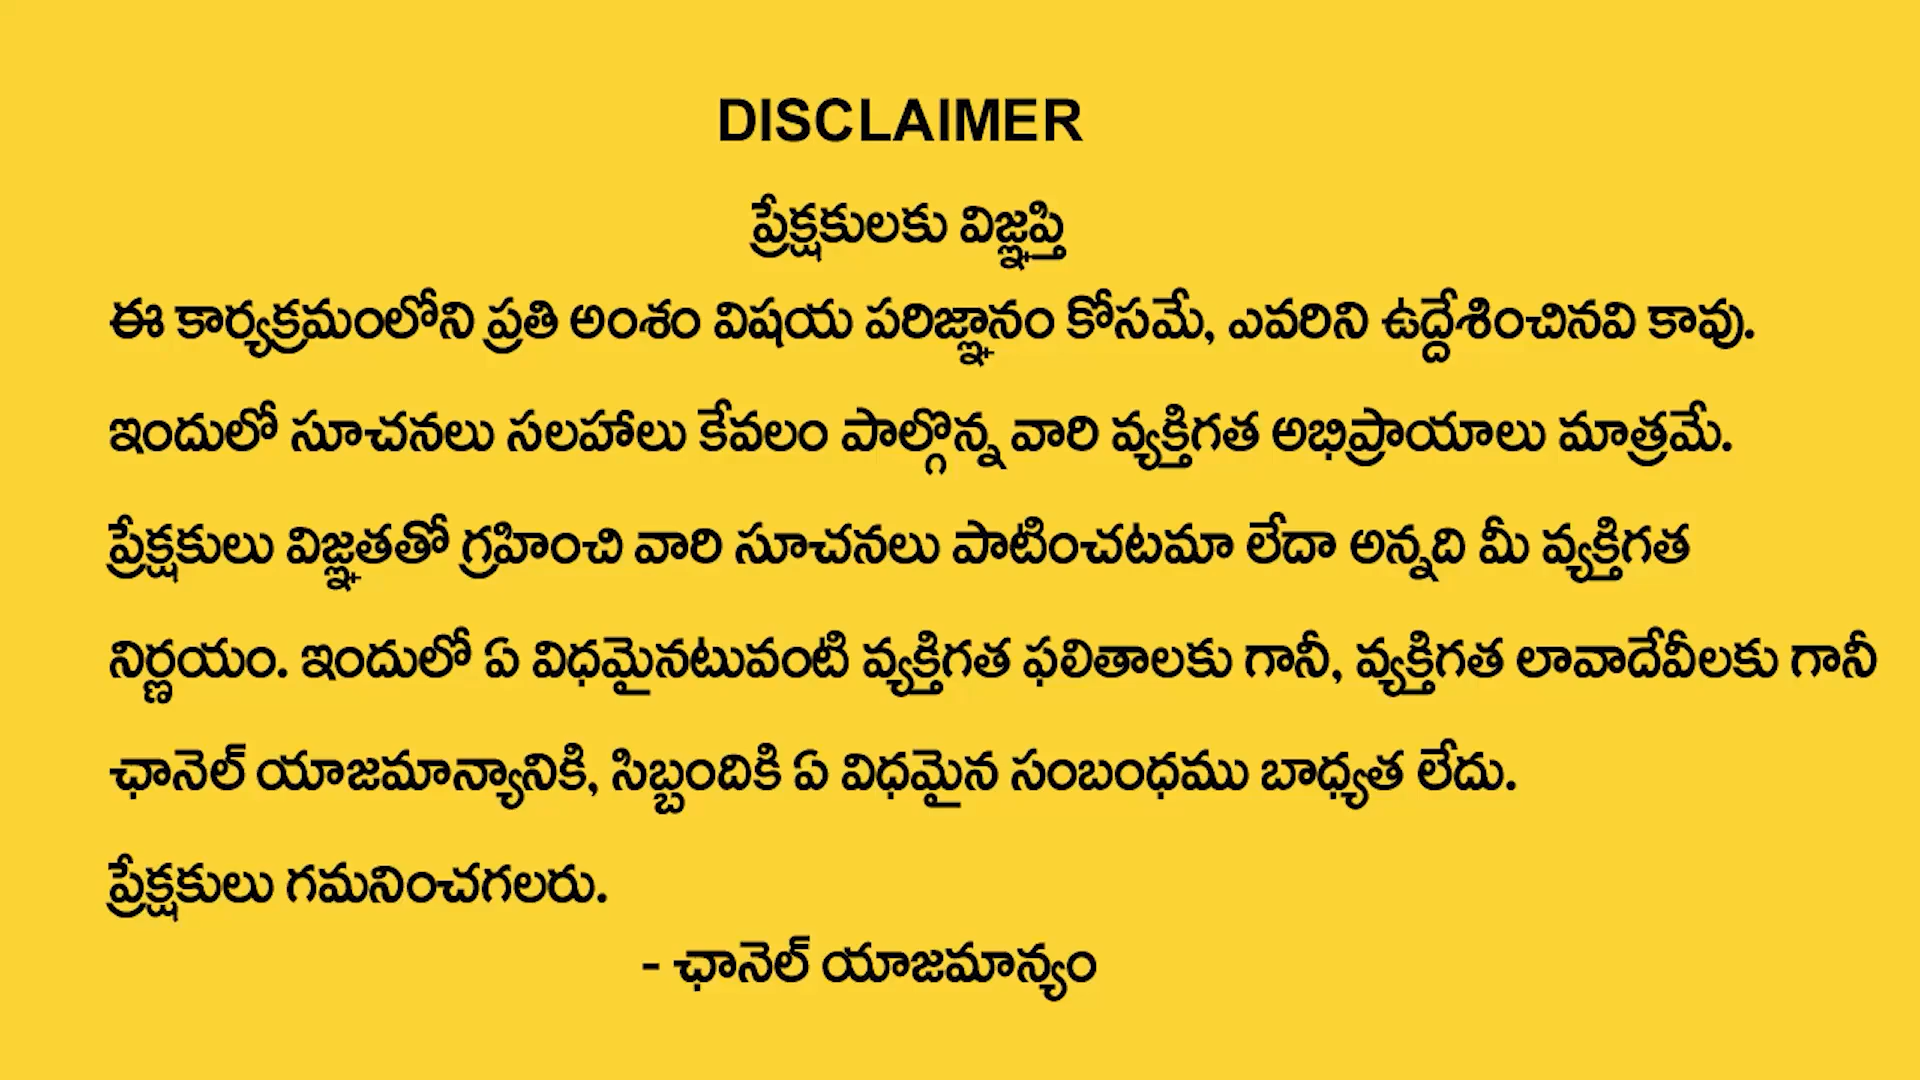 DISCLAIMER
ప్రేక్షకులకు విజ్ఞప్తి
ఈ కార్యక్రమంలోని ప్రతి అంశం విషయ పరిజ్ఞానం కోసమే, ఎవరిని ఉద్దేశించినవి కావు.
ఇందులో సూచనలు సలహాలు కేవలం పాల్గొన్న వారి వ్యక్తిగత అభిప్రాయాలు మాత్రమే.
ప్రేక్షకులు విజ్ఞతతో గ్రహించి వారి సూచనలు పాటించటమా లేదా అన్నది మీ వ్యక్తిగత
నిర్ణయం. ఇందులో ఏ విధమైనటువంటి వ్యక్తిగత ఫలితాలకు గానీ, వ్యక్తిగత లావాదేవీలకు గానీ
ఛానెల్ యాజమాన్యానికి, సిబ్బందికి ఏ విధమైన సంబంధము బాధ్యత లేదు.
ప్రేక్షకులు గమనించగలరు.
- ఛానెల్ యాజమాన్యం